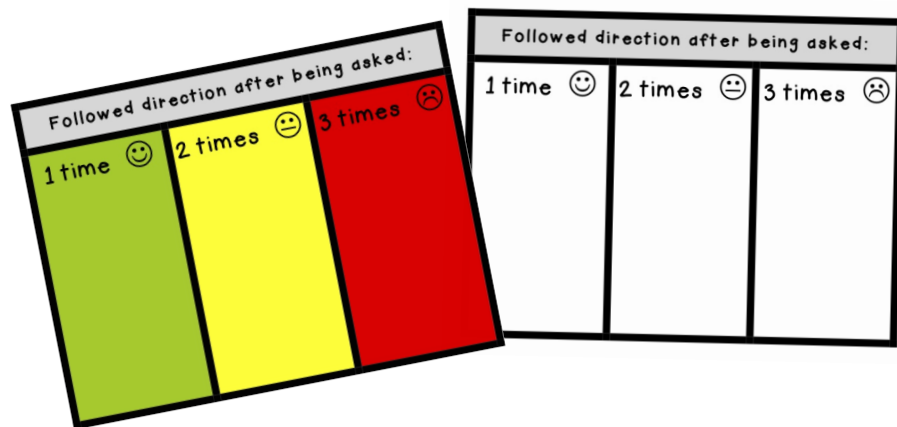 Followed direction after being asked:
1 time
2 times
3 times
Followed direction after being asked:
1 time
2 times
3 times